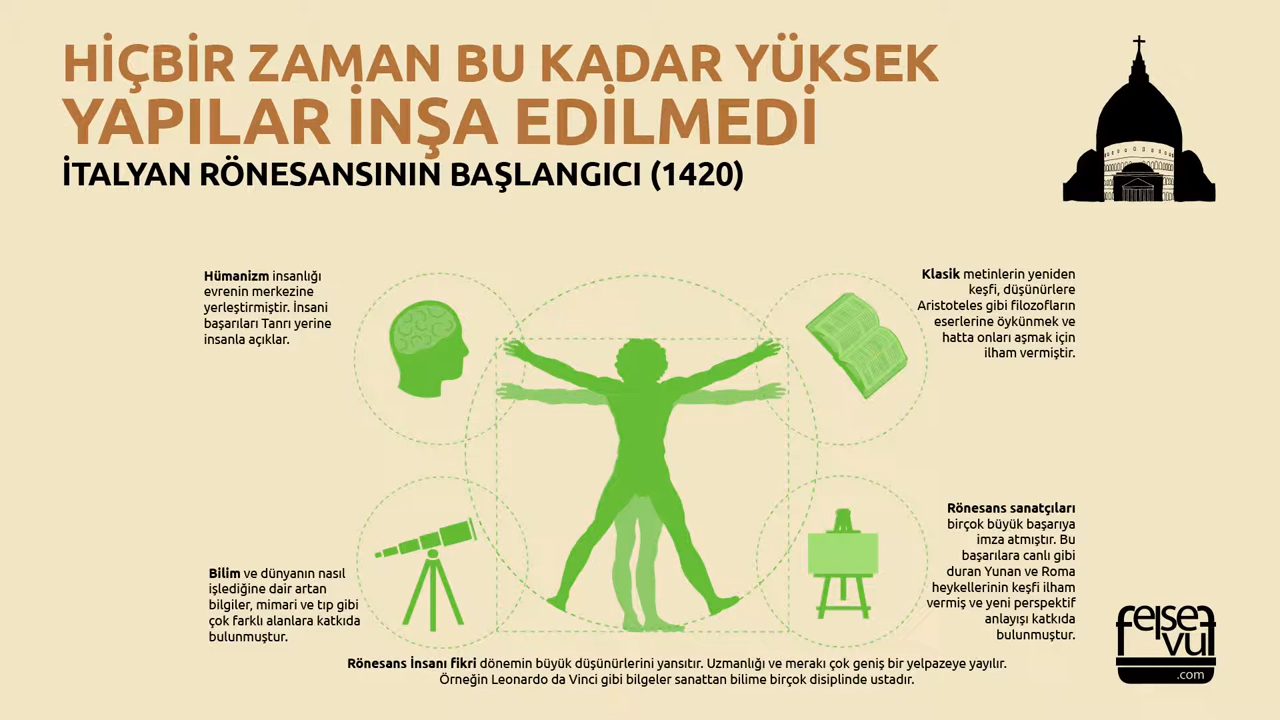 HİÇBİR ZAMAN BU KADAR YÜKSEK
YAPILAR İNŞA EDİLMEDİ
İTALYAN RÖNESANSININ BAŞLANGICI (1420)
Hümanizm insanlığı
evrenin merkezine
yerleştirmiştir. İnsani
başarıları Tanrı yerine
insanla açıklar.
Klasik metinlerin yeniden
keşfi, düşünürlere
Aristoteles gibi filozofların
eserlerine öykünmek ve
hatta onları aşmak için
ilham vermiştir.
Bilim ve dünyanın nasıl
işlediğine dair artan
bilgiler, mimari ve tıp gibi
çok farklı alanlara katkıda
bulunmuştur.
Rönesans sanatçıları
birçok büyük başarıya
imza atmıştır. Bu
başarılara canlı gibi
duran Yunan ve Roma
heykellerinin keşfi ilham
vermiş ve yeni perspektif
anlayışı katkıda
bulunmuştur.
Rönesans İnsanı fikri dönemin büyük düşünürlerini yansıtır. Uzmanlığı ve merakı çok geniş bir yelpazeye yayılır.
Örneğin Leonardo da Vinci gibi bilgeler sanattan bilime birçok disiplinde ustadır.
felsefe
vul
.com